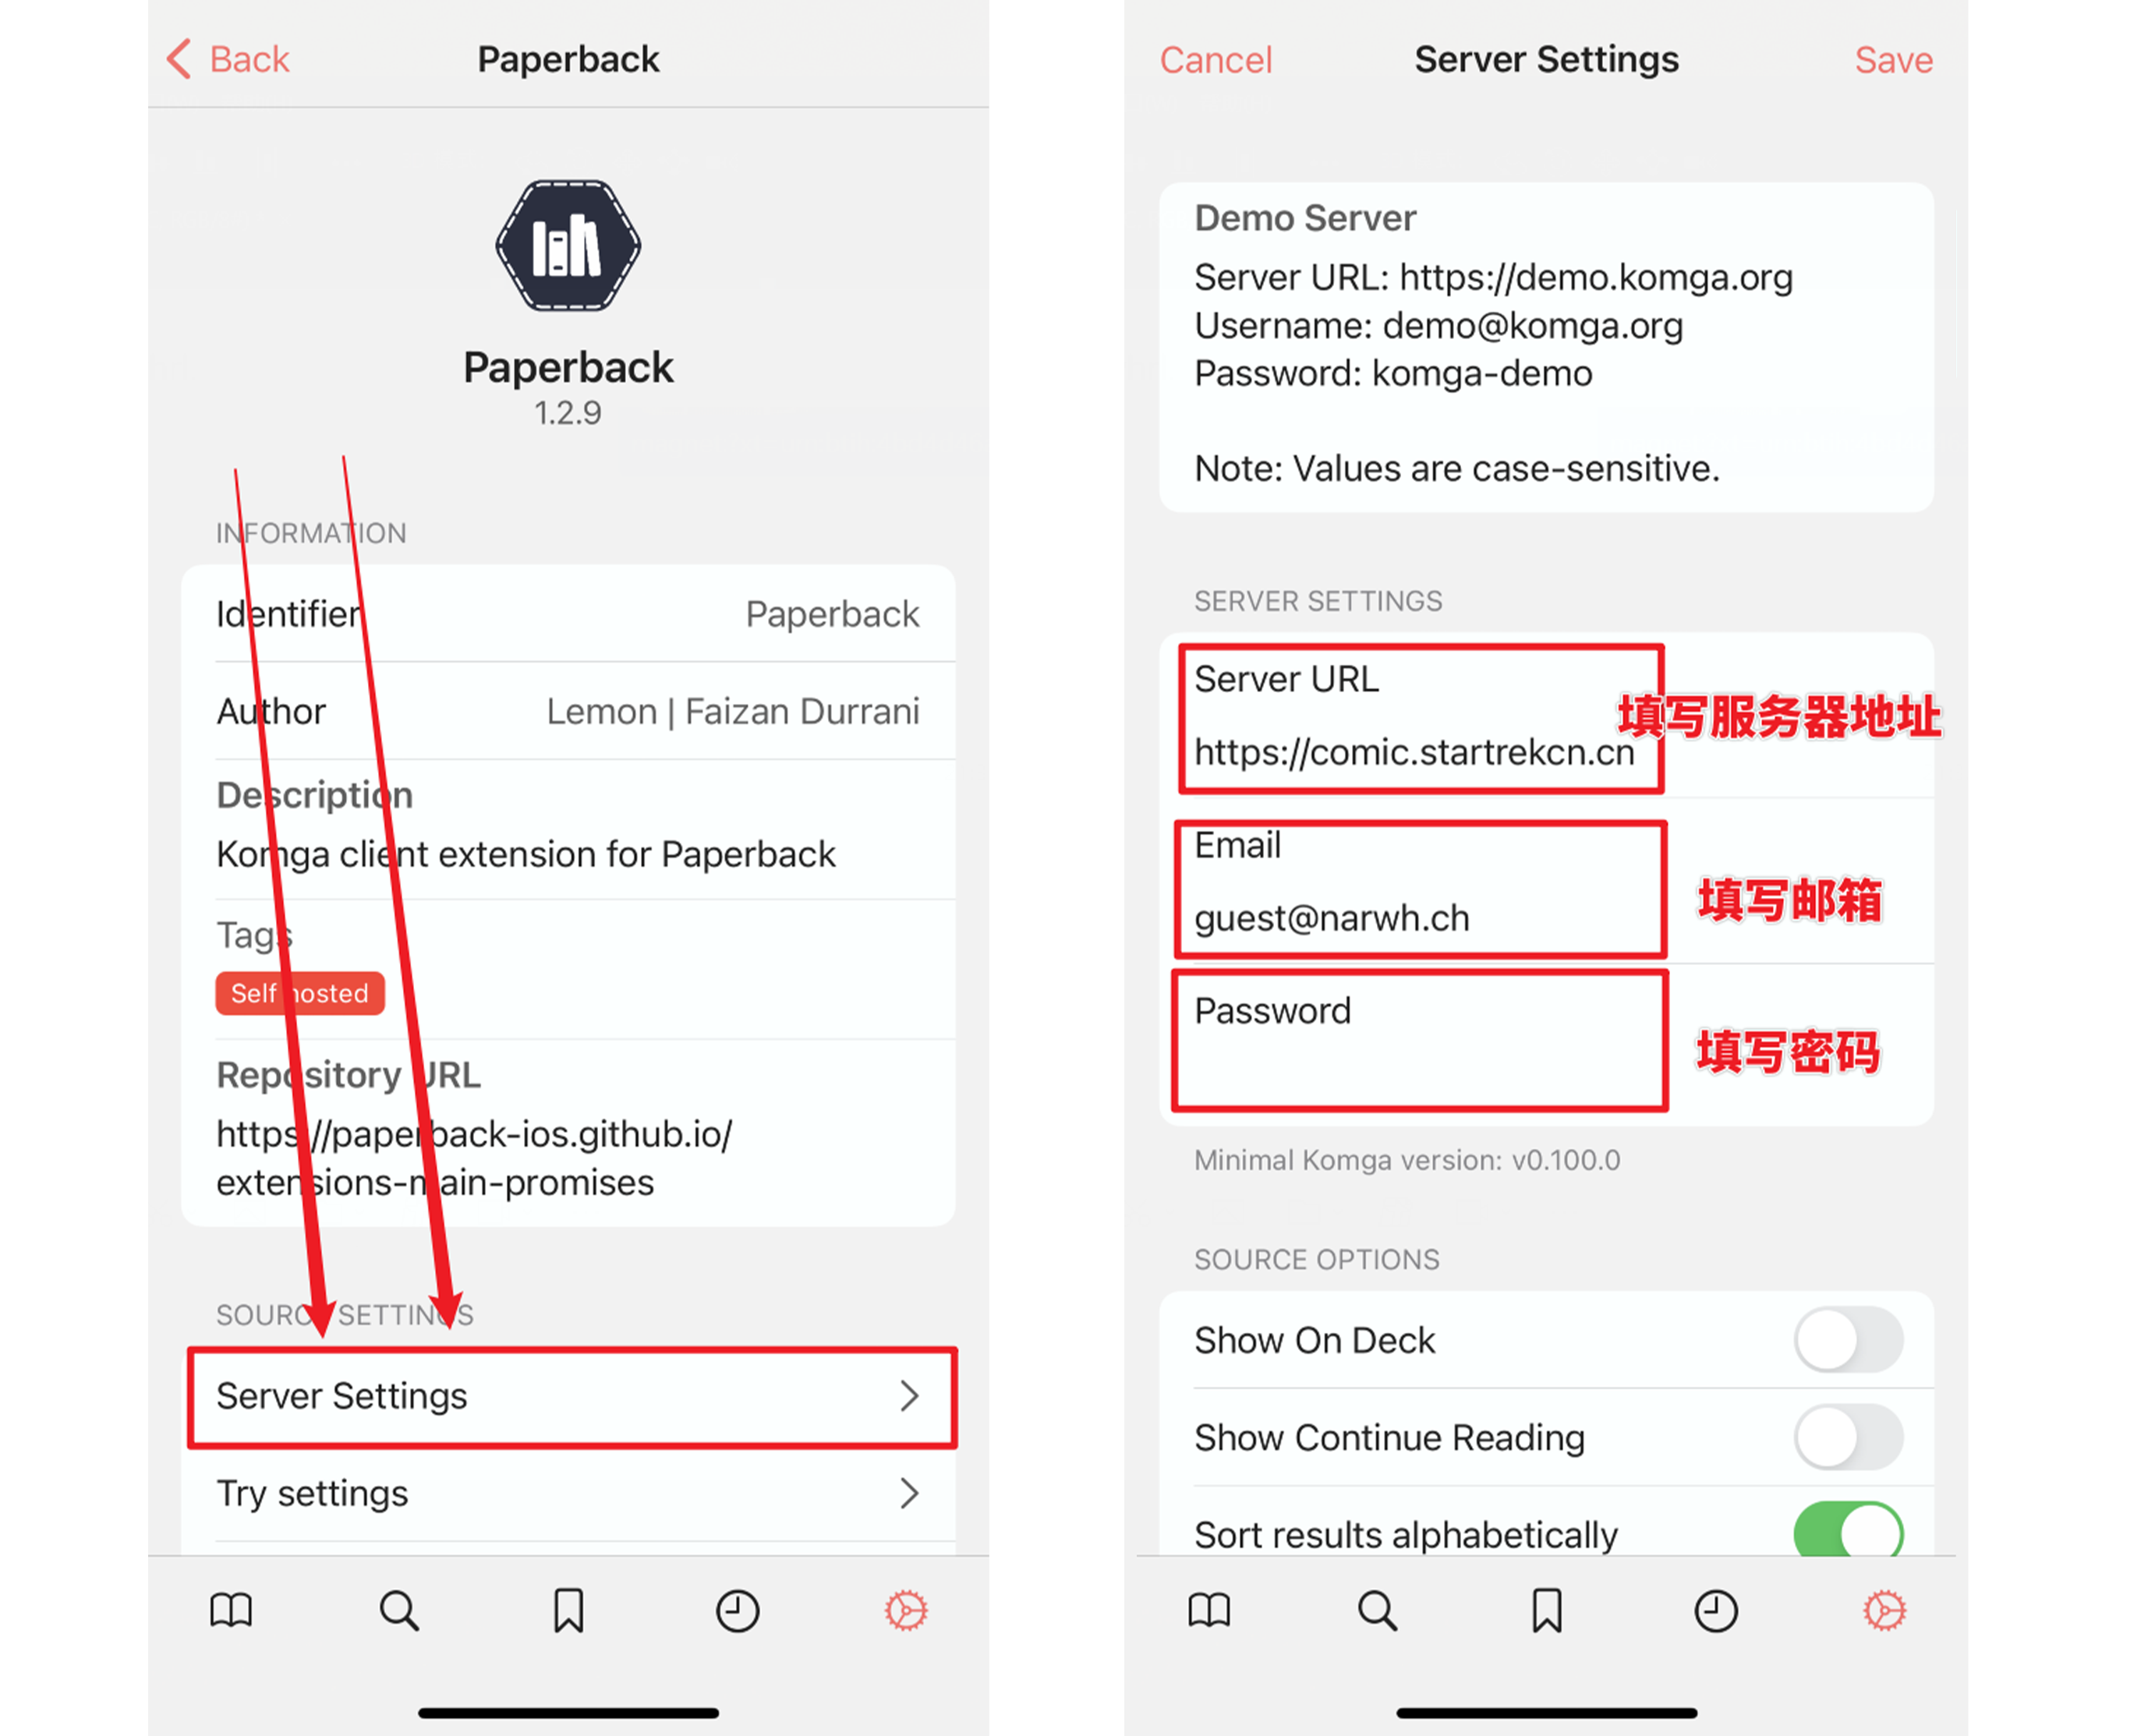 Back
Paperback
Paperback
1.2.9
INFORMATION
Identifier
Paperback
Author
Lemon | Faizan Durrani
Description
Komga client extension for Paperback
Tags
Self hosted
Repository URL
https://paperback-ios.github.io/
extensions-main-promises
SOURCE SETTINGS
Server Settings
Try settings
Cancel
Server Settings
Save
Demo Server
Server URL: https://demo.komga.org
Username: demo@komga.org
Password: komga-demo
Note: Values are case-sensitive.
SERVER SETTINGS
Server URL
填写服务器地址
https://comic.startrekcn.cn
Email
填写邮箱
guest@narwh.ch
Password
填写密码
Minimal Komga version: v0.100.0
SOURCE OPTIONS
Show On Deck
Show Continue Reading
Sort results alphabetically